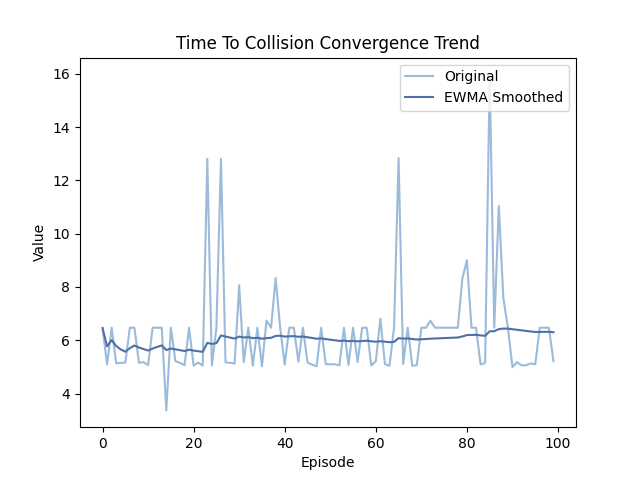 Time To Collision Convergence Trend
Original
EWMA Smoothed
16
14
12
10
8
6
4
Value
0
20
40
60
80
100
Episode